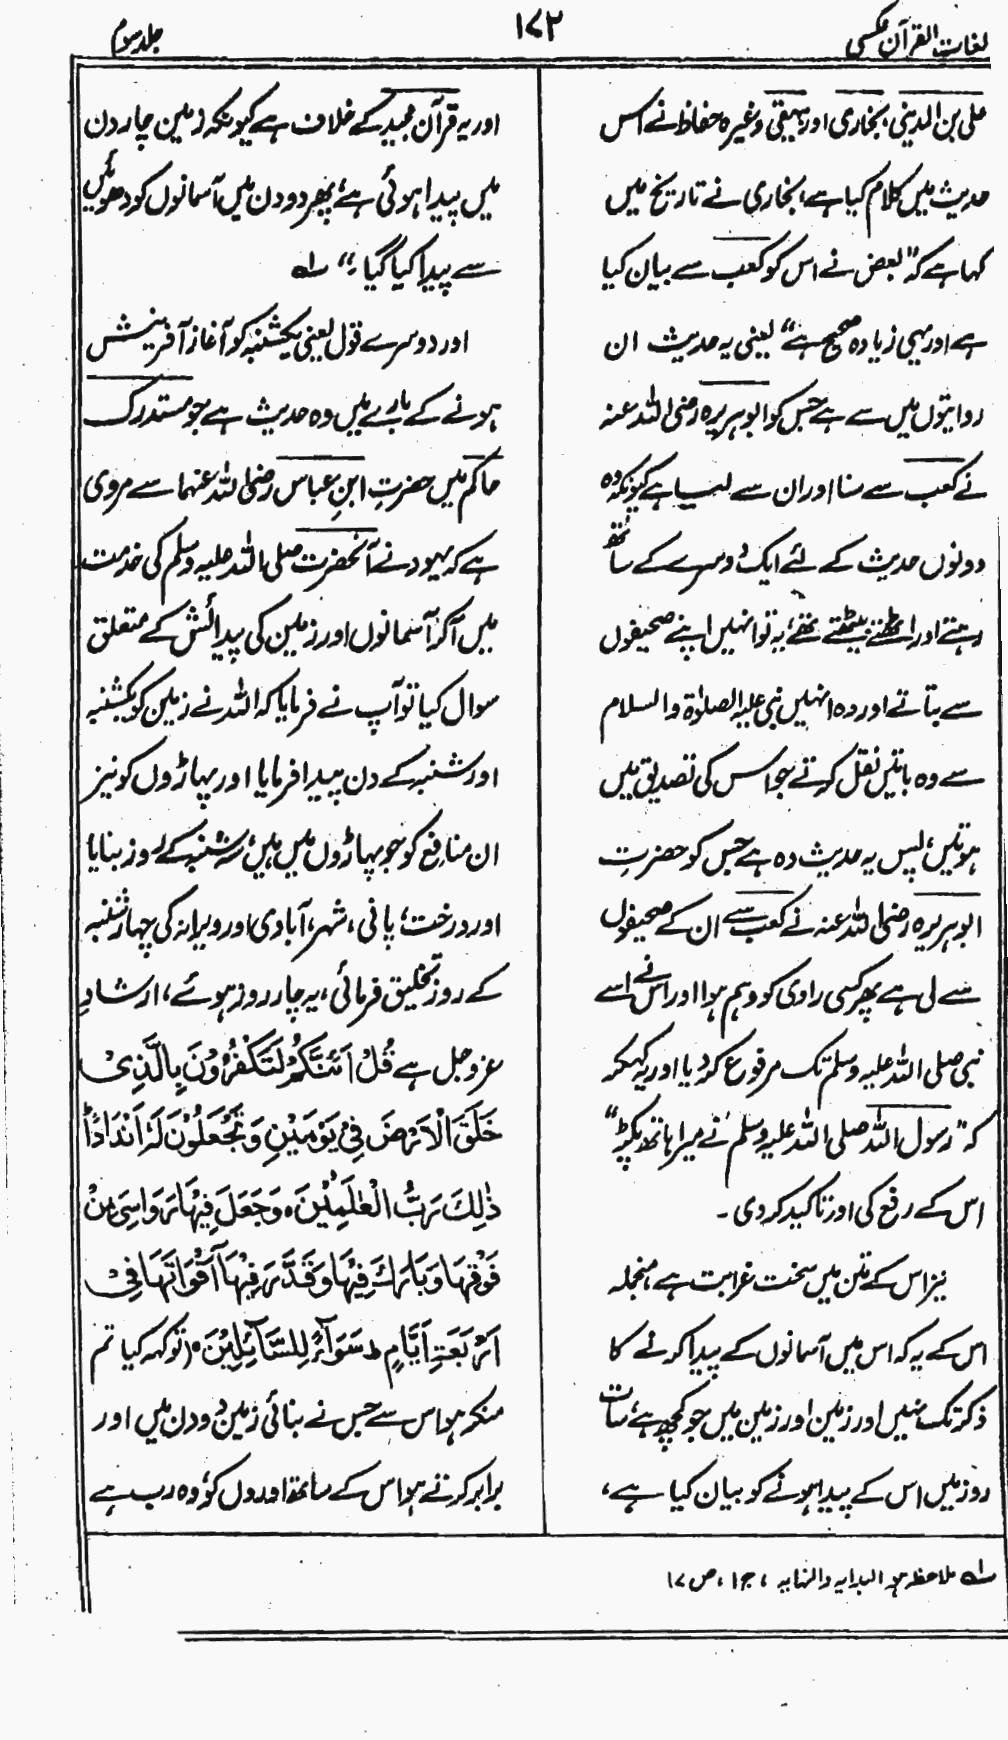 لغات القرآن عکسی
۱۷۲
جلد سوم
علی بن المدینی، بخاری اور بیہقی وغیرہ حفاظ نے اس
حدیث میں کلام کیا ہے، بخاری نے تاریخ میں
کہا ہے کہ "بعض نے اس کو کعب سے بیان کیا
ہے اور یہی زیادہ صحیح ہے" یعنی یہ حدیث ان
روایتوں میں سے ہے جس کو ابوہریرہ رضی اللہ عنہ
نے کعب سے سنا اور ان سے لیا ہے کیونکہ وہ
دونوں حدیث کے لئے ایک دوسرے کے ساتھ
رہتے اور اٹھتے بیٹھتے تھے، یہ تو انہیں اپنے صحیفوں
سے بتاتے اور وہ انہیں نبی علیہ الصلوٰۃ والسلام
سے وہ باتیں نقل کرتے جو اس کی تصدیق میں
ہوتیں، پس یہ حدیث وہ ہے جس کو حضرتِ
ابوہریرہ رضی اللہ عنہ نے کعب سے ان کے صحیفوں
سے لی ہے پھر کسی راوی کو وہم ہوا اور اس نے اسے
نبی صلی اللہ علیہ وسلم تک مرفوع کر دیا اور یہ کہکر
کہ "رسول اللہ صلی اللہ علیہ وسلم نے میرا ہاتھ پکڑ"
اس کے رفع کی اور تاکید کر دی۔
نیز اس کے متن میں سخت غرابت ہے، منجملہ
اس کے یہ کہ اس میں آسمانوں کے پیدا کرنے کا
ذکر تک نہیں اور زمین اور زمین میں جو کچھ ہے، سات
روز میں اس کے پیدا ہونے کو بیان کیا ہے،
اور یہ قرآن مجید کے خلاف ہے کیونکہ زمین چار دن
میں پیدا ہوئی ہے، پھر دو دن میں آسمانوں کو دھوئیں
سے پیدا کیا گیا۔" لہ
اور دوسرے قول یعنی یکشنبہ کو آغاز آفرینش
ہونے کے بارے میں وہ حدیث ہے جو مستدرک
حاکم میں حضرتِ ابنِ عباس رضی اللہ عنہما سے مروی
ہے کہ یہود نے آنحضرت صلی اللہ علیہ وسلم کی خدمت
میں آکر آسمانوں اور زمین کی پیدائش کے متعلق
سوال کیا تو آپ نے فرمایا کہ اللہ نے زمین کو یکشنبہ
اور شنبہ کے دن پیدا فرمایا اور پہاڑوں کو نیز
ان منافع کو جو پہاڑوں میں ہیں، سہ شنبہ کے روز بنایا
اور درخت، پانی، شہر، آبادی اور ویرانہ کی چہار شنبہ
کے روز تخلیق فرمائی، یہ چار روز ہوئے، ارشادِ
عزوجل ہے قُلْ اَئِنَّكُمْ لَتَكْفُرُوْنَ بِالَّذِیْ
خَلَقَ الْاَرْضَ فِیْ یَوْمَیْنِ وَتَجْعَلُوْنَ لَهٗ اَنْدَادًا ط
ذٰلِكَ رَبُّ الْعٰلَمِیْنَ ہ وَجَعَلَ فِیْهَا رَوَاسِیَ مِنْ
فَوْقِهَا وَبَارَكَ فِیْهَا وَقَدَّرَ فِیْهَا اَقْوَاتَهَا فِیْ
اَرْبَعَةِ اَیَّامٍ ط سَوَآءً لِّلسَّآئِلِیْنَ ہ (تو کہہ کیا تم
منکر ہو اس سے جس نے بنائی زمین دو دن میں اور
برابر کرتے ہو اس کے ساتھ اوروں کو، وہ رب ہے
لہ ملاحظہ ہو البدایہ والنہایہ، ج ۱، ص ۱۷